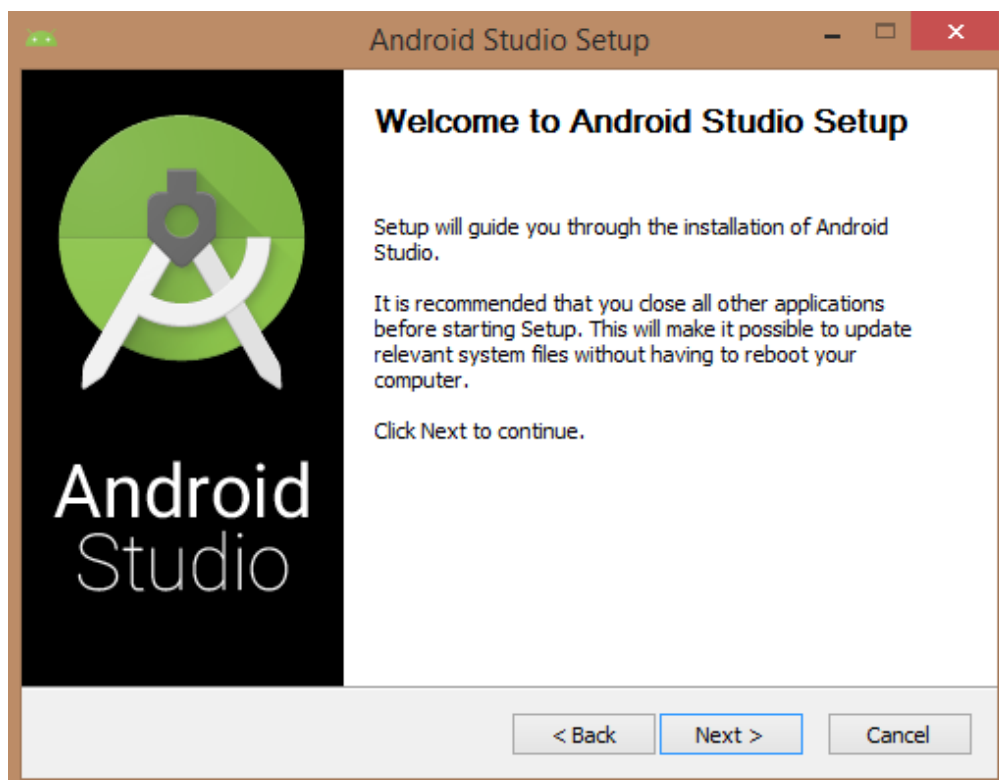 Android Studio Setup
Welcome to Android Studio Setup
Setup will guide you through the installation of Android
Studio.
It is recommended that you close all other applications
before starting Setup. This will make it possible to update
relevant system files without having to reboot your
computer.
Click Next to continue.
Android
Studio
< Back
Next >
Cancel